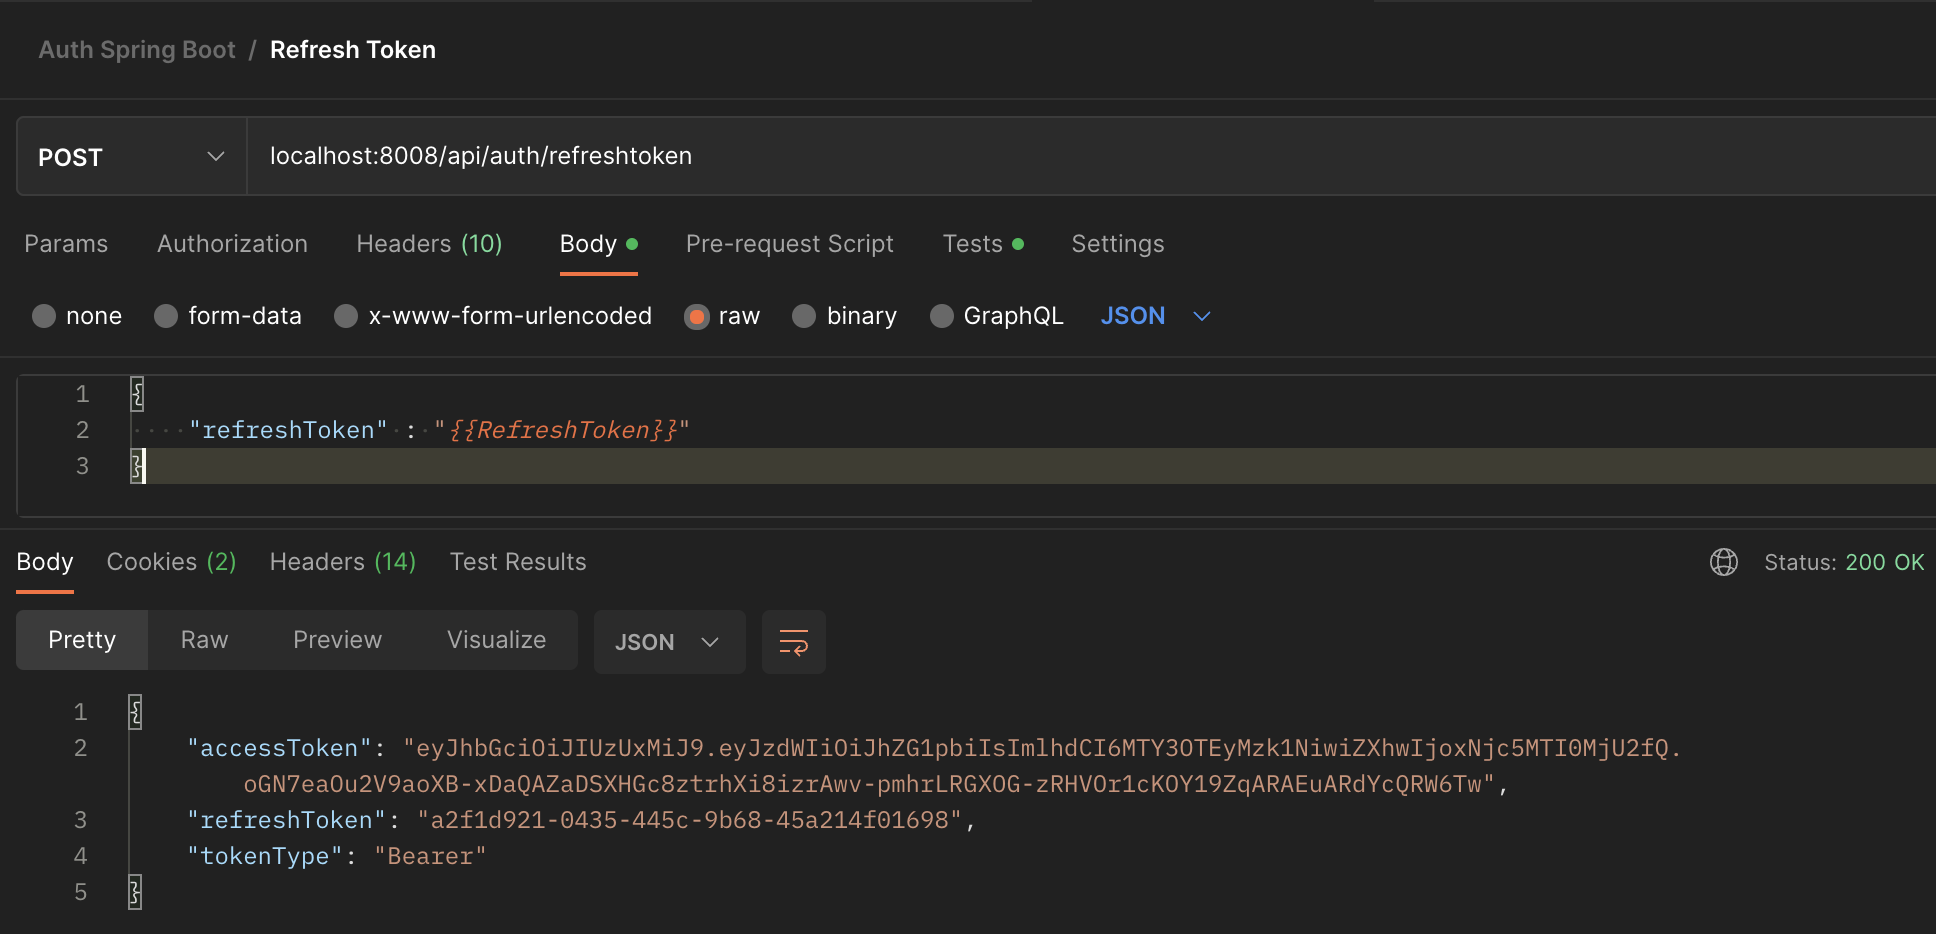 Auth Spring Boot / Refresh Token
POST localhost:8008/api/auth/refreshtoken
Params Authorization Headers (10) Body Pre-request Script Tests Settings
none form-data x-www-form-urlencoded raw binary GraphQL JSON
1 {
2 "refreshToken" : "{{RefreshToken}}"
3 }
Body Cookies (2) Headers (14) Test Results Status: 200 OK
Pretty Raw Preview Visualize JSON
1 {
2 "accessToken": "eyJhbGciOiJIUzUxMiJ9.eyJzdWIiOiJhZG1pbiIsImlhdCI6MTY3OTEyMzk1NiwiZXhwIjoxNjc5MTI0MjU2fQ.
oGN7eaOu2V9aoXB-xDaQAZaDSXHGc8ztrhXi8izrAwv-pmhrLRGXOG-zRHVOr1cKOY19ZqARAEuARdYcQRW6Tw",
3 "refreshToken": "a2f1d921-0435-445c-9b68-45a214f01698",
4 "tokenType": "Bearer"
5 }